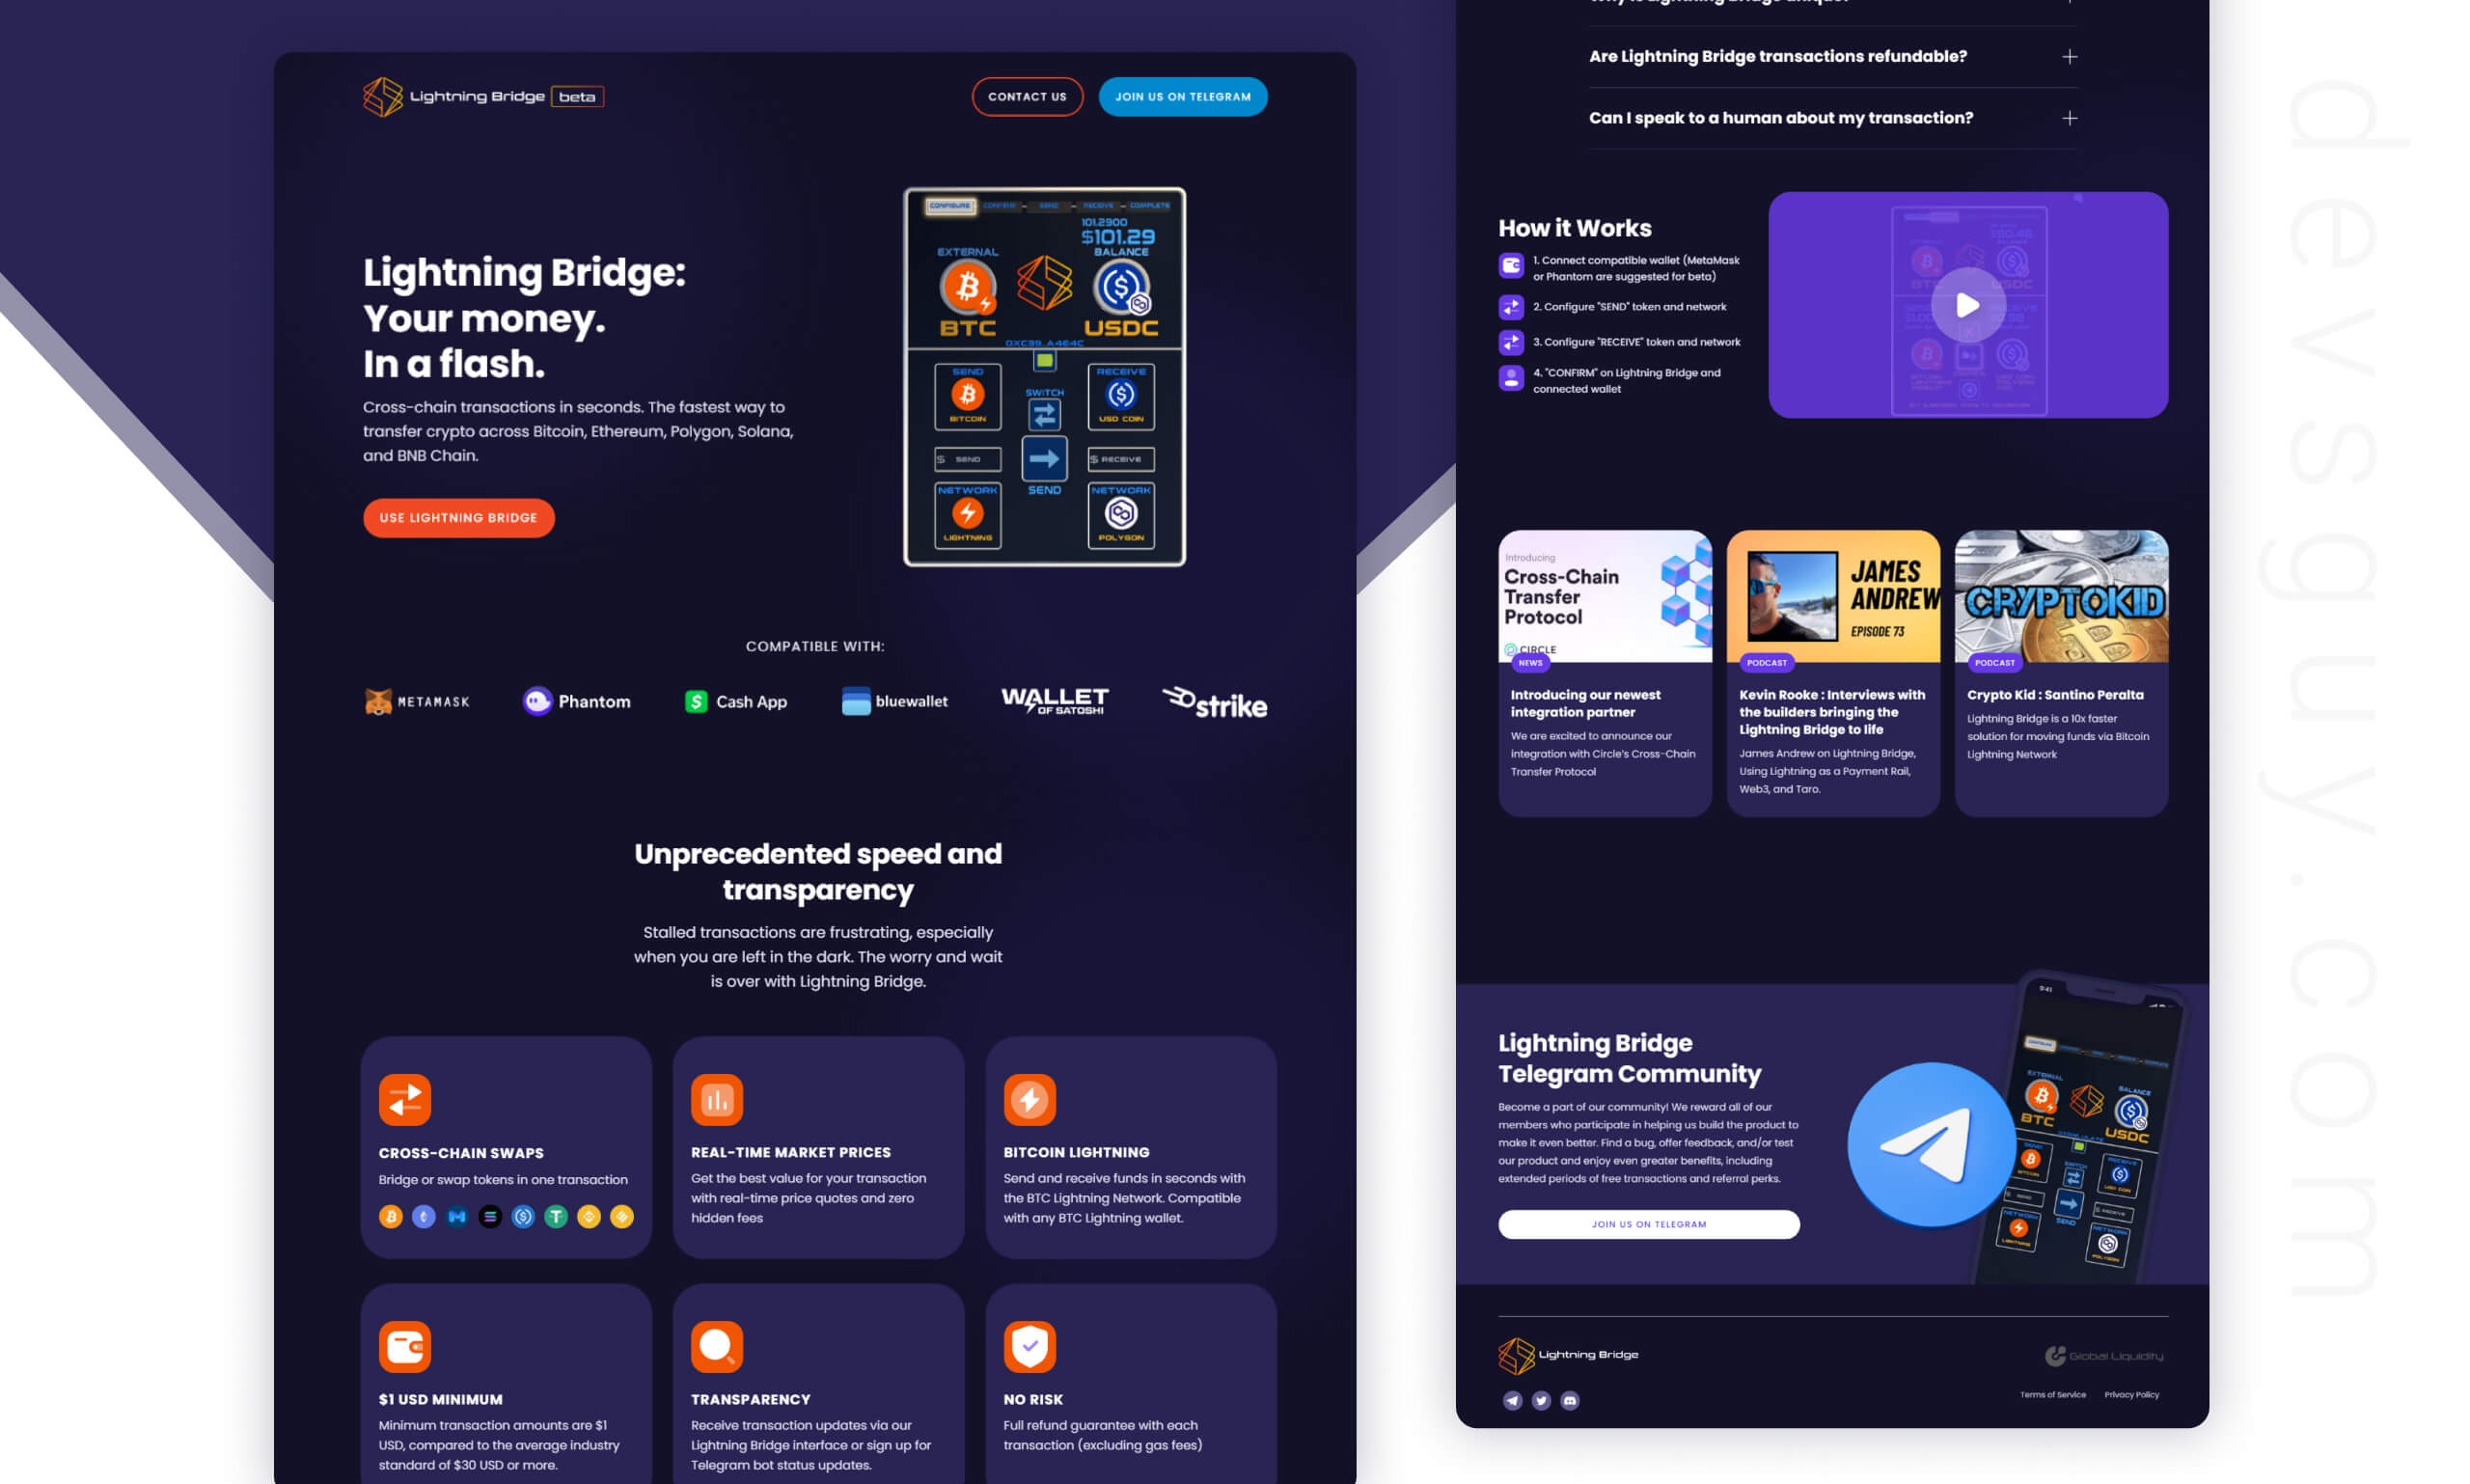 Lightning Bridge beta
CONTACT US
JOIN US ON TELEGRAM
Lightning Bridge:
Your money.
In a flash.
Cross-chain transactions in seconds. The fastest way to
transfer crypto across Bitcoin, Ethereum, Polygon, Solana,
and BNB Chain.
USE LIGHTNING BRIDGE
CONFIGURE CONFIRM SEND RECEIVE COMPLETE
101.2900
$101.29
EXTERNAL BALANCE
BTC USDC
0XC39...A4E4C
SEND RECEIVE
SWITCH
BITCOIN USD COIN
$ SEND $ RECEIVE
SEND
NETWORK NETWORK
LIGHTNING POLYGON
COMPATIBLE WITH:
METAMASK
Phantom
Cash App
bluewallet
WALLET
OF SATOSHI
strike
Unprecedented speed and
transparency
Stalled transactions are frustrating, especially
when you are left in the dark. The worry and wait
is over with Lightning Bridge.
CROSS-CHAIN SWAPS
Bridge or swap tokens in one transaction
REAL-TIME MARKET PRICES
Get the best value for your transaction
with real-time price quotes and zero
hidden fees
BITCOIN LIGHTNING
Send and receive funds in seconds with
the BTC Lightning Network. Compatible
with any BTC Lightning wallet.
$1 USD MINIMUM
Minimum transaction amounts are $1
USD, compared to the average industry
standard of $30 USD or more.
TRANSPARENCY
Receive transaction updates via our
Lightning Bridge interface or sign up for
Telegram bot status updates.
NO RISK
Full refund guarantee with each
transaction (excluding gas fees)
Why is Lightning Bridge unique?
Are Lightning Bridge transactions refundable?
Can I speak to a human about my transaction?
How it Works
1. Connect compatible wallet (MetaMask
or Phantom are suggested for beta)
2. Configure "SEND" token and network
3. Configure "RECEIVE" token and network
4. "CONFIRM" on Lightning Bridge and
connected wallet
Introducing
Cross-Chain
Transfer
Protocol
CIRCLE
NEWS
Introducing our newest
integration partner
We are excited to announce our
integration with Circle's Cross-Chain
Transfer Protocol
JAMES
ANDREW
EPISODE 73
PODCAST
Kevin Rooke : Interviews with
the builders bringing the
Lightning Bridge to life
James Andrew on Lightning Bridge,
Using Lightning as a Payment Rail,
Web3, and Taro.
CRYPTOKID
PODCAST
Crypto Kid : Santino Peralta
Lightning Bridge is a 10x faster
solution for moving funds via Bitcoin
Lightning Network
Lightning Bridge
Telegram Community
Become a part of our community! We reward all of our
members who participate in helping us build the product to
make it even better. Find a bug, offer feedback, and/or test
our product and enjoy even greater benefits, including
extended periods of free transactions and referral perks.
JOIN US ON TELEGRAM
9:41
EXTERNAL BALANCE
BTC USDC
SEND
NETWORK
Lightning Bridge
Global Liquidity
Terms of Service
Privacy Policy
devsguy.com